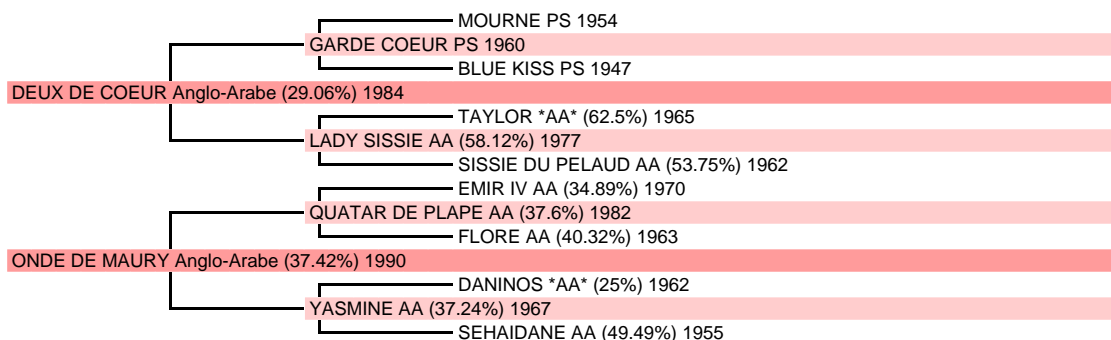 MOURNE PS 1954
GARDE COEUR PS 1960
BLUE KISS PS 1947
DEUX DE COEUR Anglo-Arabe (29.06%) 1984
TAYLOR *AA* (62.5%) 1965
LADY SISSIE AA (58.12%) 1977
SISSIE DU PELAUD AA (53.75%) 1962
EMIR IV AA (34.89%) 1970
QUATAR DE PLAPE AA (37.6%) 1982
FLORE AA (40.32%) 1963
ONDE DE MAURY Anglo-Arabe (37.42%) 1990
DANINOS *AA* (25%) 1962
YASMINE AA (37.24%) 1967
SEHAIDANE AA (49.49%) 1955